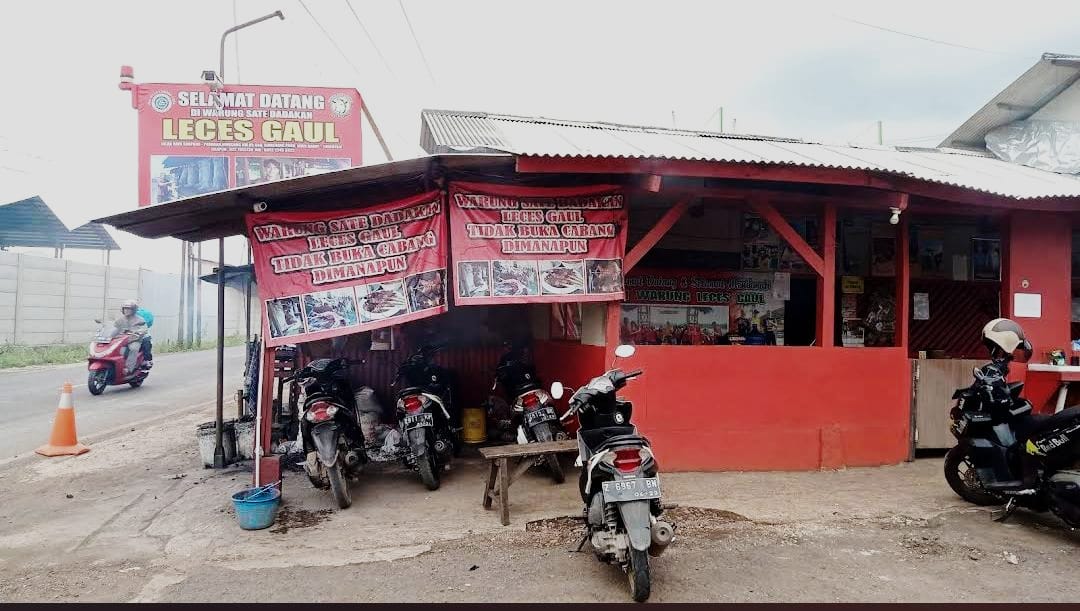 SELAMAT DATANG
DI WARUNG SATE DADAKAN
LECES GAUL
WARUNG SATE DADAKAN
LECES GAUL
TIDAK BUKA CABANG
DIMANAPUN
WARUNG SATE DADAKAN
LECES GAUL
TIDAK BUKA CABANG
DIMANAPUN
WARUNG LECES GAUL
Z 6967 BN